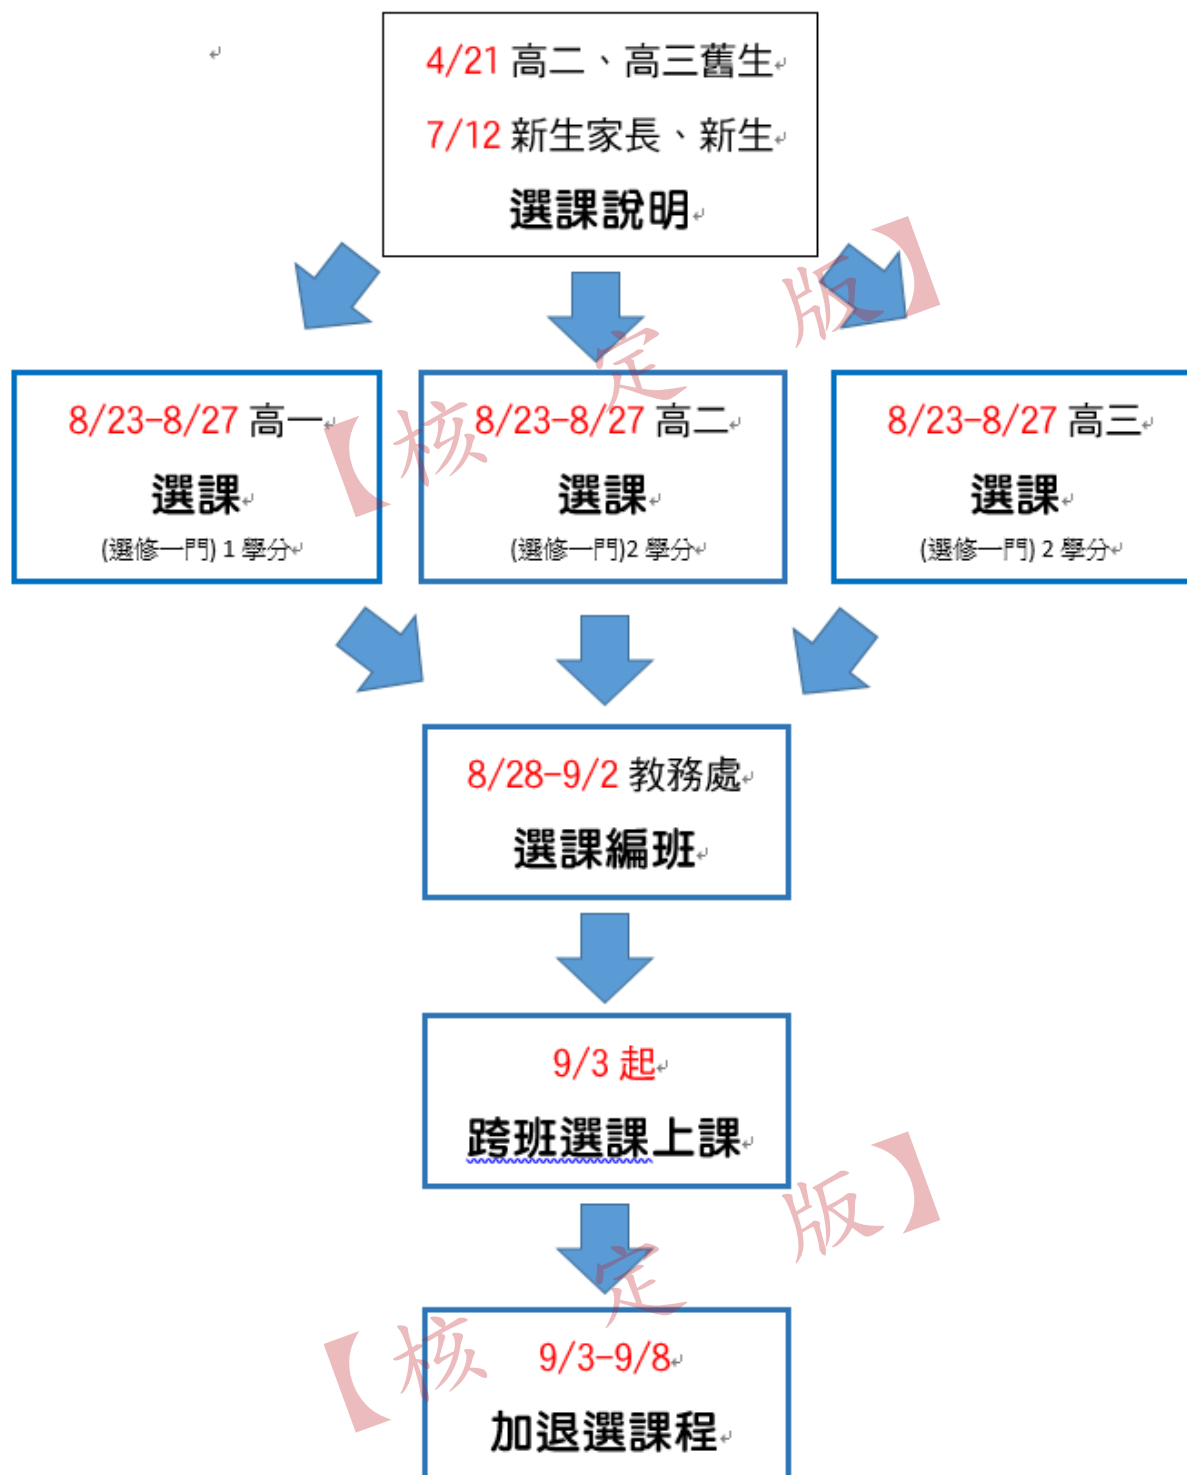 4/21 高二、高三舊生
7/12 新生家長、新生
選課說明
8/23-8/27 高一
選課
(選修一門) 1 學分
8/23-8/27 高二
選課
(選修一門)2 學分
8/23-8/27 高三
選課
(選修一門) 2 學分
8/28-9/2 教務處
選課編班
9/3 起
跨班選課上課
9/3-9/8
加退選課程
【核定版】
【核定版】